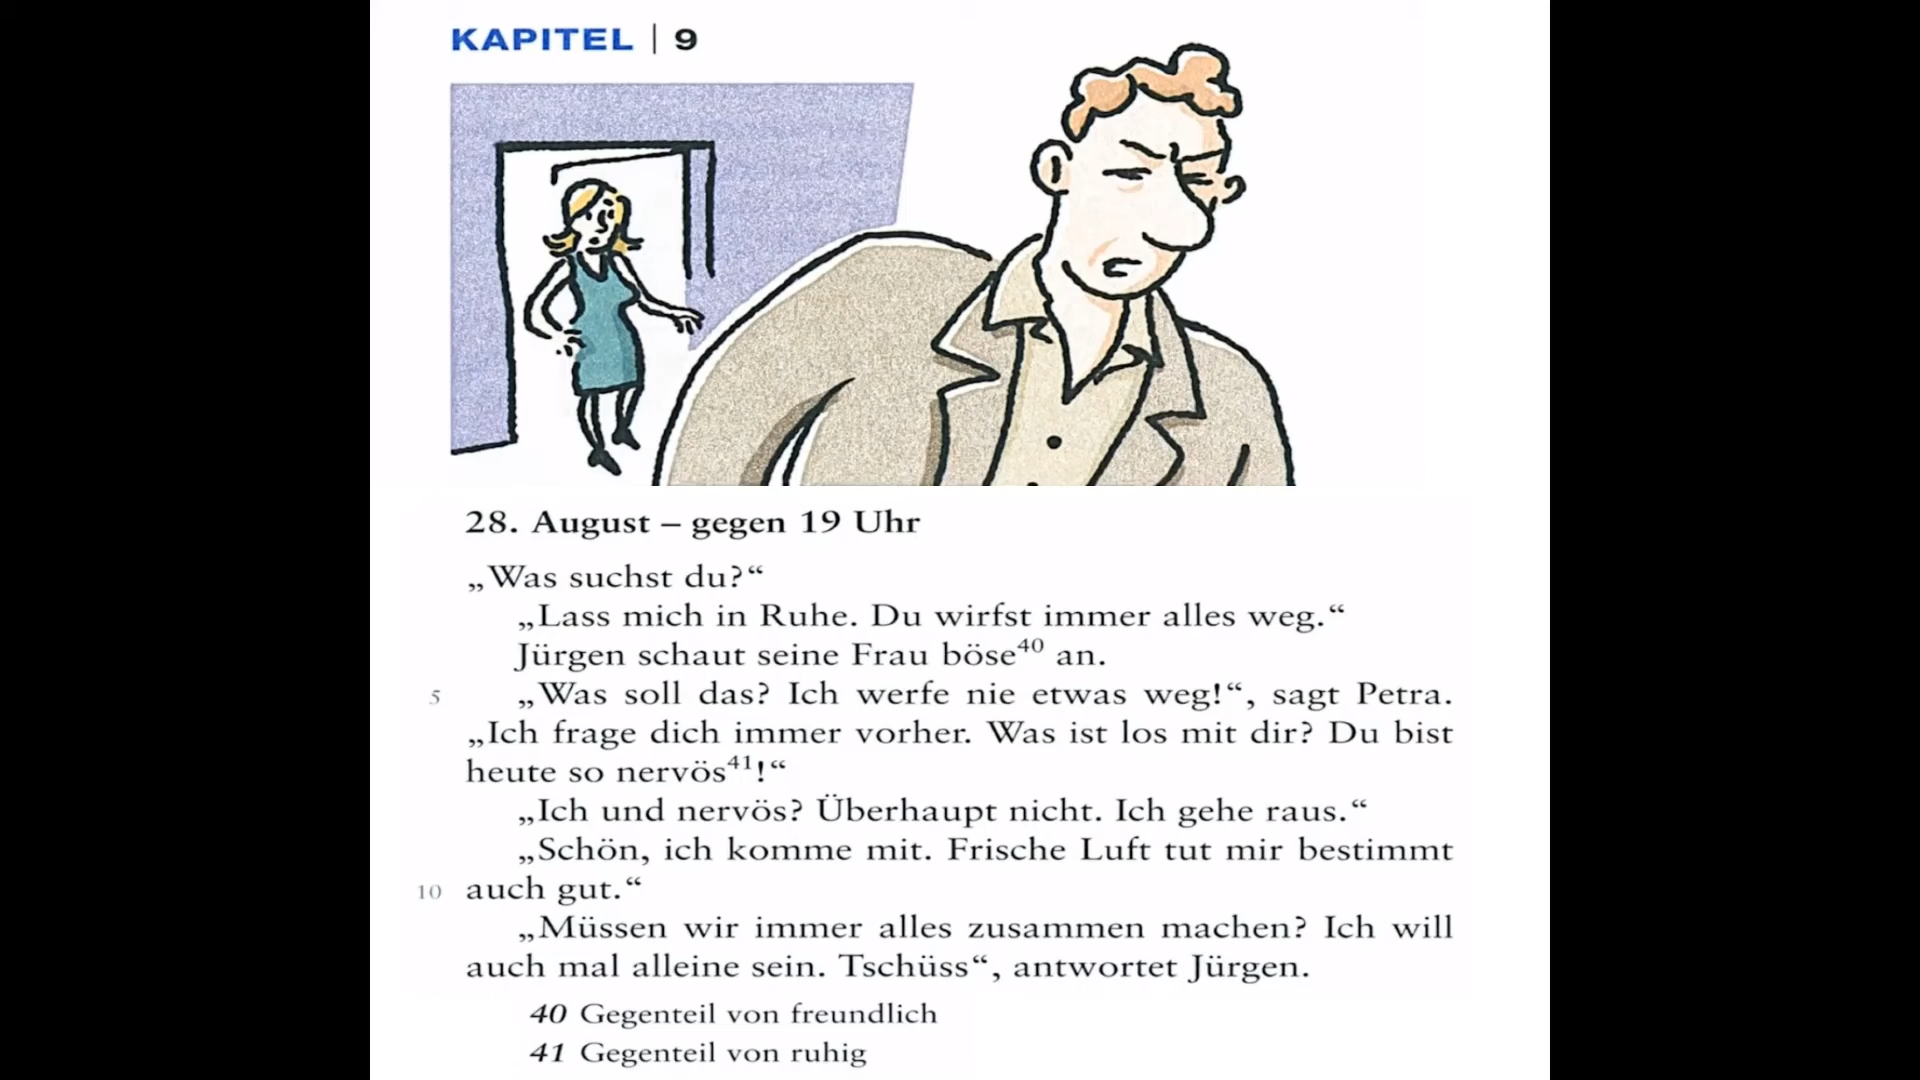 KAPITEL | 9
28. August – gegen 19 Uhr
„Was suchst du?“
„Lass mich in Ruhe. Du wirfst immer alles weg.“
Jürgen schaut seine Frau böse⁴⁰ an.
5 „Was soll das? Ich werfe nie etwas weg!“, sagt Petra.
„Ich frage dich immer vorher. Was ist los mit dir? Du bist
heute so nervös⁴¹!“
„Ich und nervös? Überhaupt nicht. Ich gehe raus.“
„Schön, ich komme mit. Frische Luft tut mir bestimmt
10 auch gut.“
„Müssen wir immer alles zusammen machen? Ich will
auch mal alleine sein. Tschüss“, antwortet Jürgen.
40 Gegenteil von freundlich
41 Gegenteil von ruhig